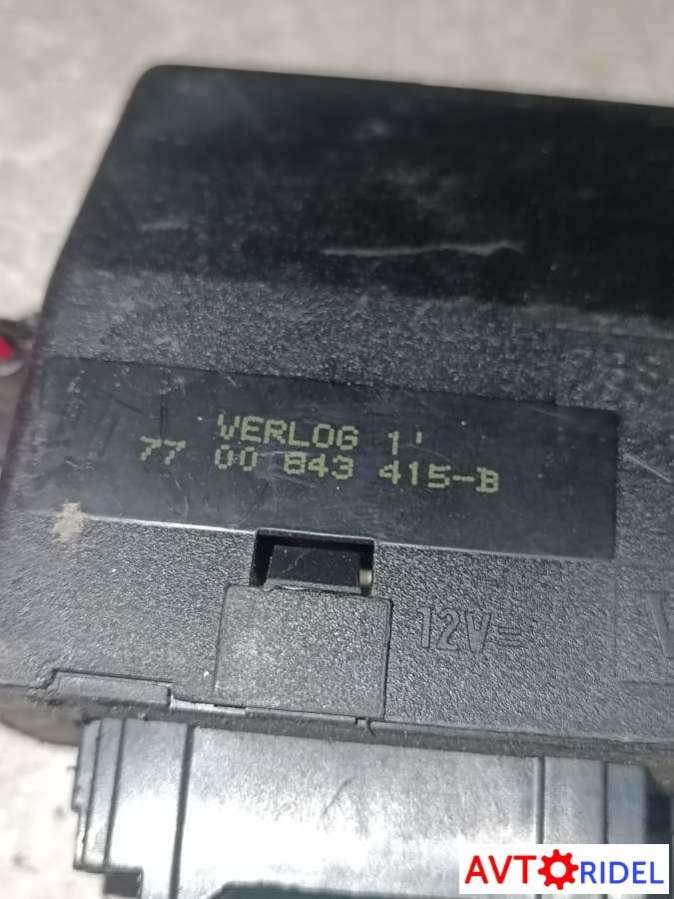 VERLOG 1'
77 00 843 415-B
12V=
AVTORIDEL